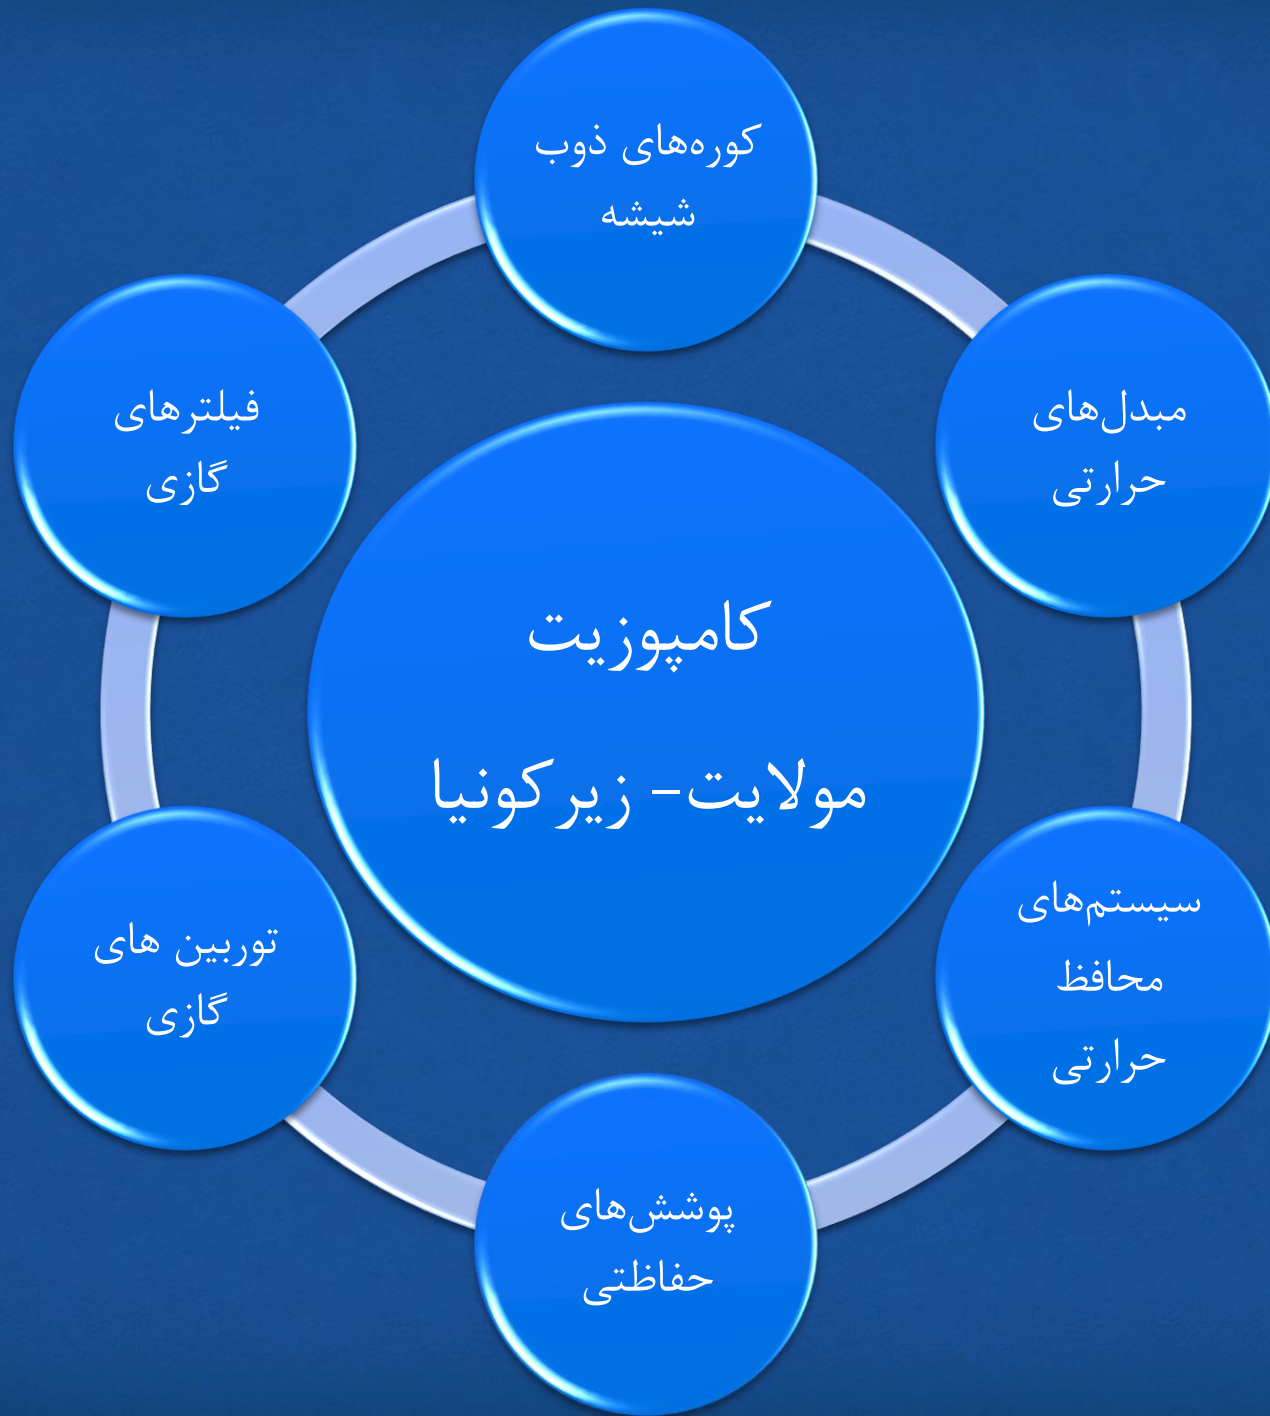 کوره‌های ذوب
شیشه
مبدل‌های
حرارتی
سیستم‌های
محافظ
حرارتی
پوشش‌های
حفاظتی
توربین های
گازی
فیلترهای
گازی
کامپوزیت
مولایت- زیرکونیا